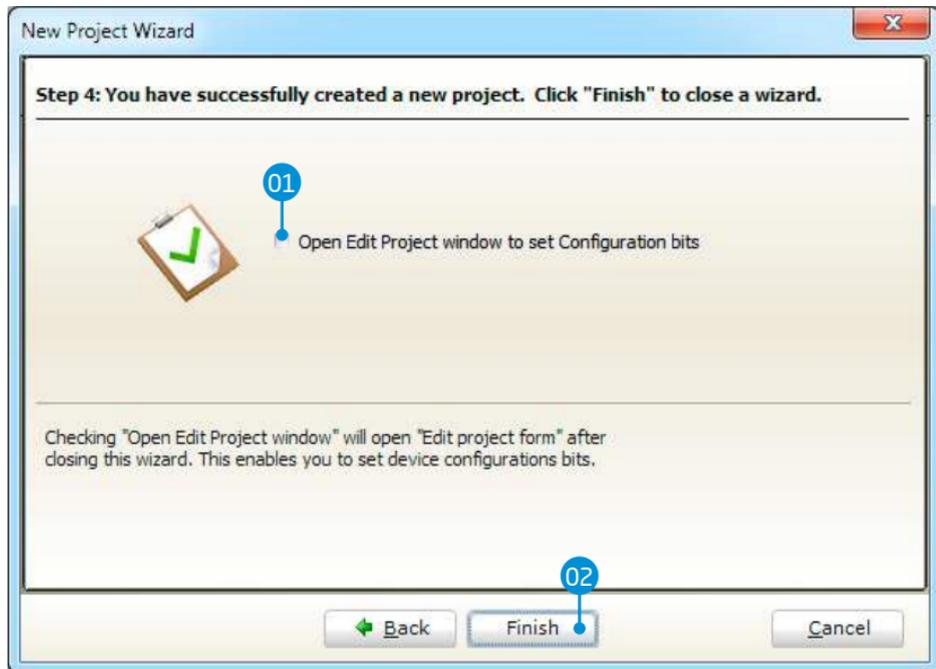 New Project Wizard
Step 4: You have successfully created a new project. Click "Finish" to close a wizard.
01
Open Edit Project window to set Configuration bits
Checking "Open Edit Project window" will open "Edit project form" after
closing this wizard. This enables you to set device configurations bits.
02
Back Finish Cancel